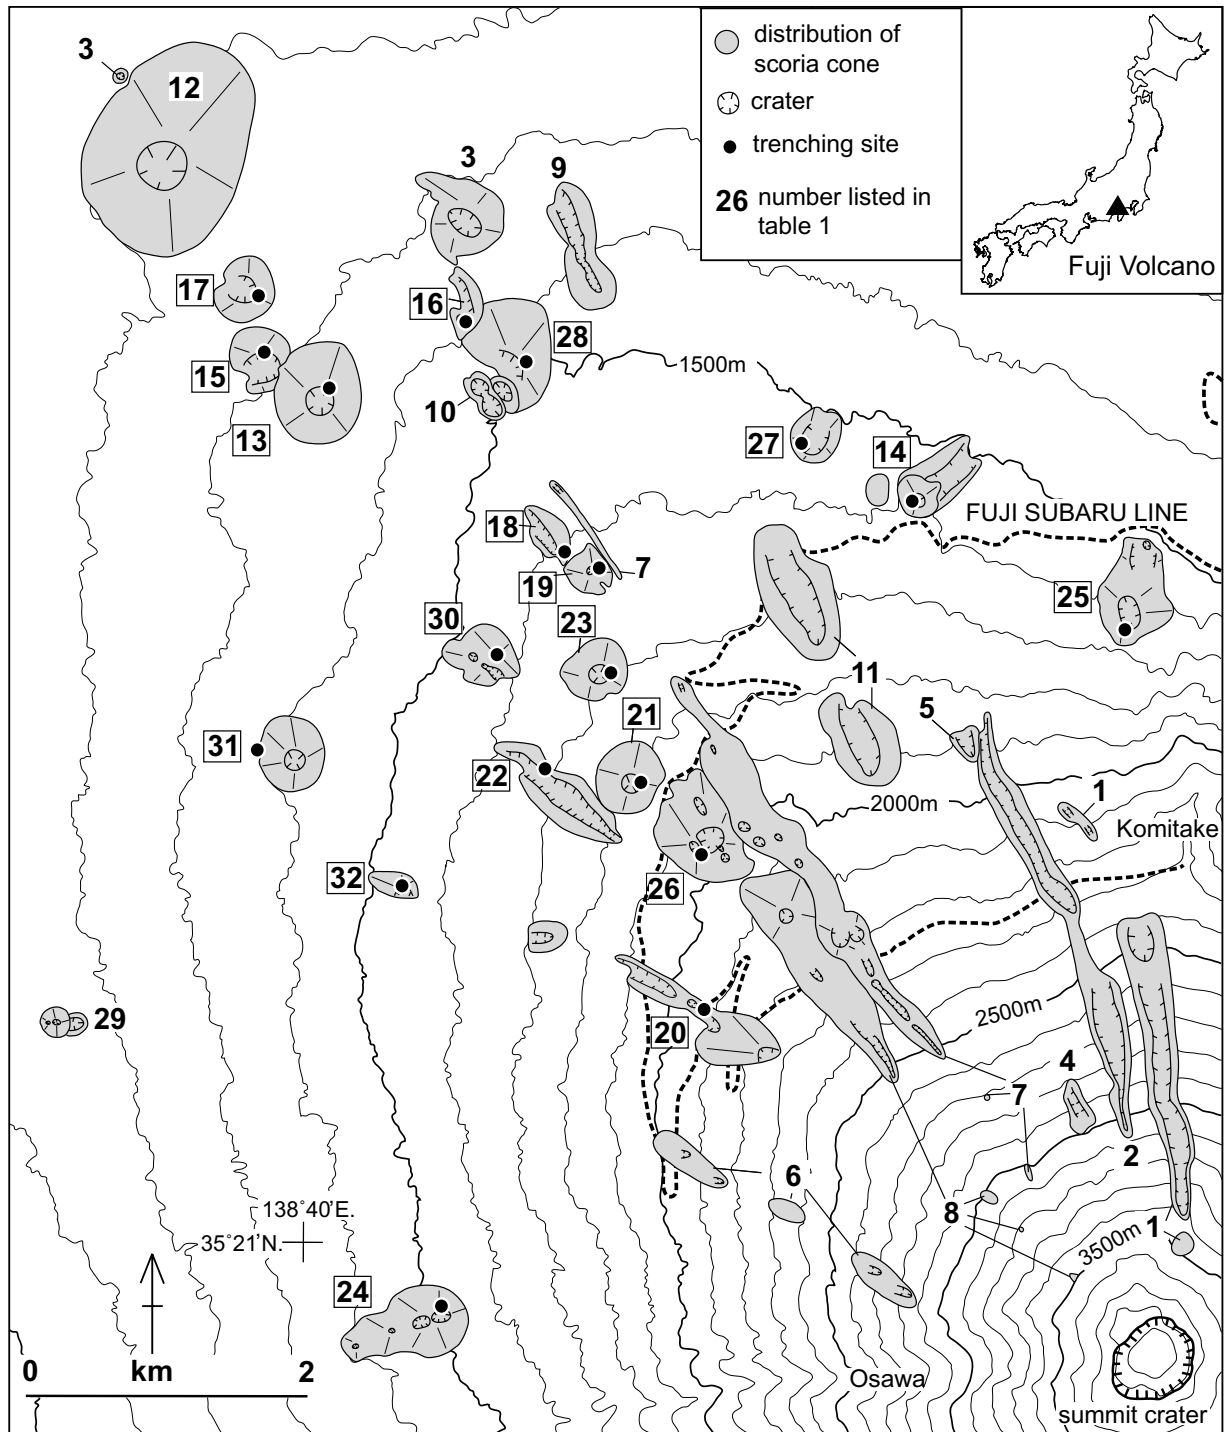 distribution of
scoria cone
crater
trenching site
26 number listed in
table 1
Fuji Volcano
3
12
3
9
17
16
28
15
1500m
10
13
27
14
FUJI SUBARU LINE
18
7
19
25
30
23
11
21
5
31
22
2000m
1
Komitake
32
26
2500m
29
20
4
7
2
6
8
1
138°40'E.
35°21'N.
3500m
24
0 km 2
Osawa
summit crater